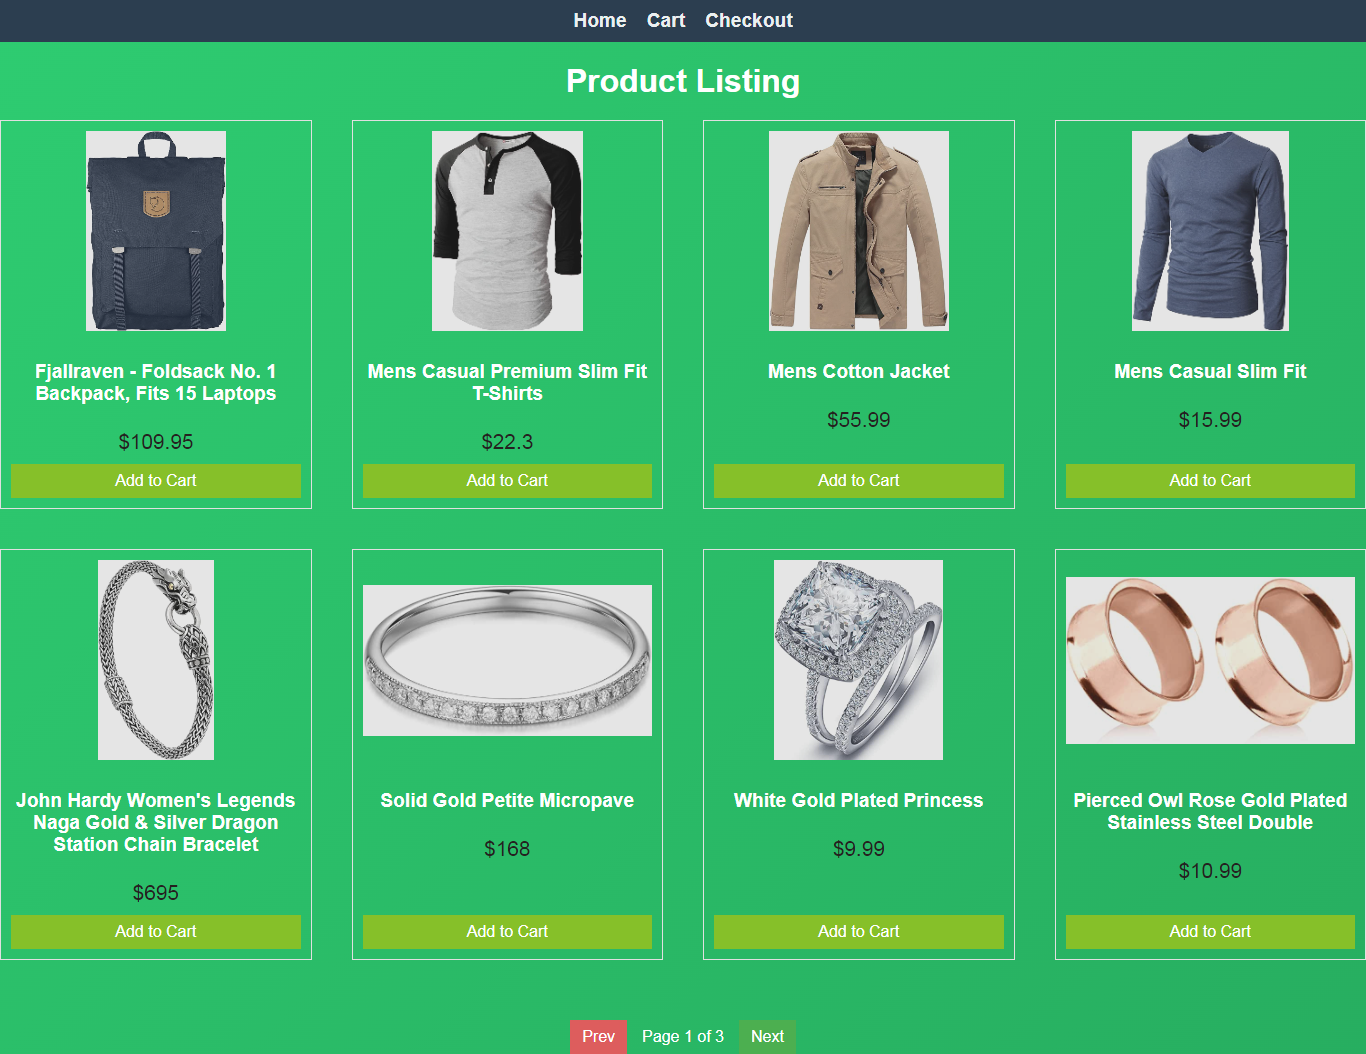 Home Cart Checkout
Product Listing
Fjallraven - Foldsack No. 1
Backpack, Fits 15 Laptops
$109.95
Add to Cart
Mens Casual Premium Slim Fit
T-Shirts
$22.3
Add to Cart
Mens Cotton Jacket
$55.99
Add to Cart
Mens Casual Slim Fit
$15.99
Add to Cart
John Hardy Women's Legends
Naga Gold & Silver Dragon
Station Chain Bracelet
$695
Add to Cart
Solid Gold Petite Micropave
$168
Add to Cart
White Gold Plated Princess
$9.99
Add to Cart
Pierced Owl Rose Gold Plated
Stainless Steel Double
$10.99
Add to Cart
Prev Page 1 of 3 Next